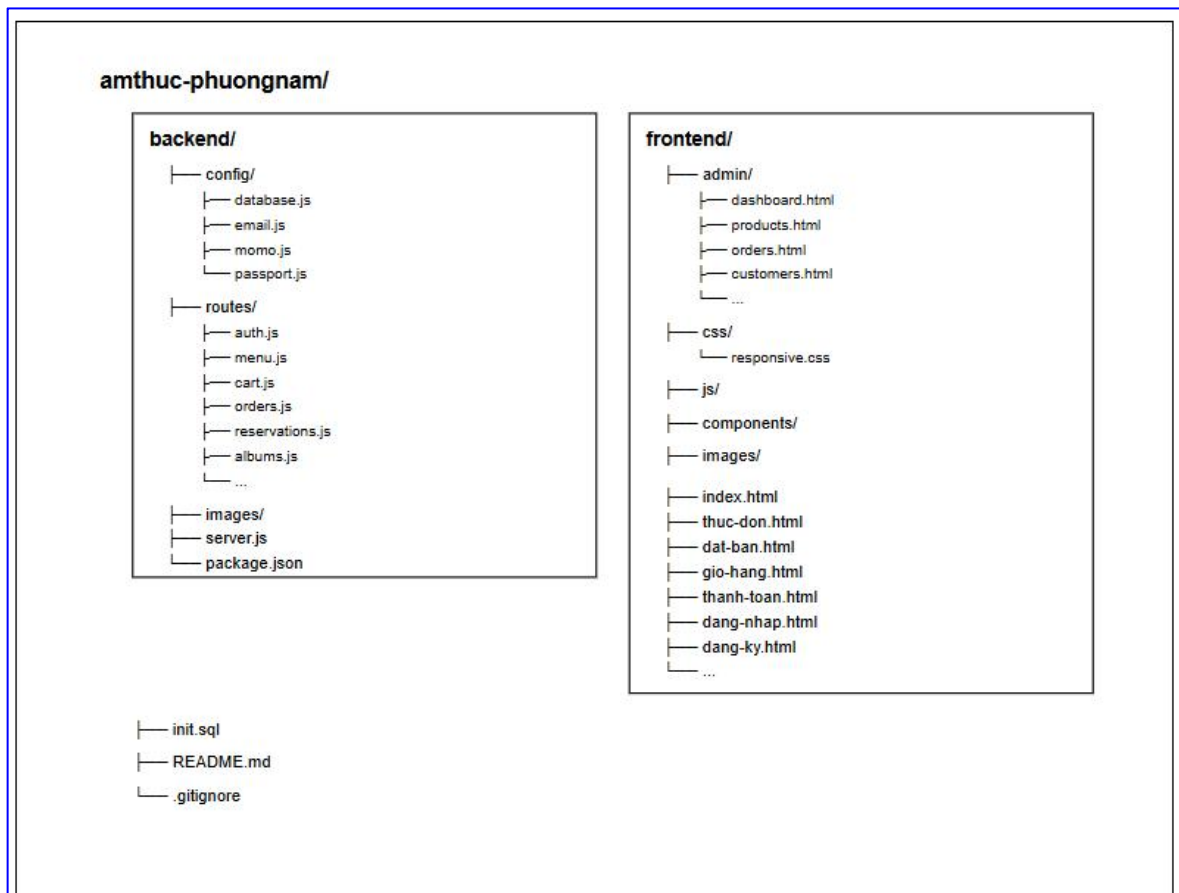 amthuc-phuongnam/
backend/
├── config/
├── database.js
├── email.js
├── momo.js
└── passport.js
├── routes/
├── auth.js
├── menu.js
├── cart.js
├── orders.js
├── reservations.js
├── albums.js
└── ...
├── images/
├── server.js
└── package.json
frontend/
├── admin/
├── dashboard.html
├── products.html
├── orders.html
├── customers.html
└── ...
├── css/
└── responsive.css
├── js/
├── components/
├── images/
├── index.html
├── thuc-don.html
├── dat-ban.html
├── gio-hang.html
├── thanh-toan.html
├── dang-nhap.html
├── dang-ky.html
└── ...
├── init.sql
├── README.md
└── .gitignore